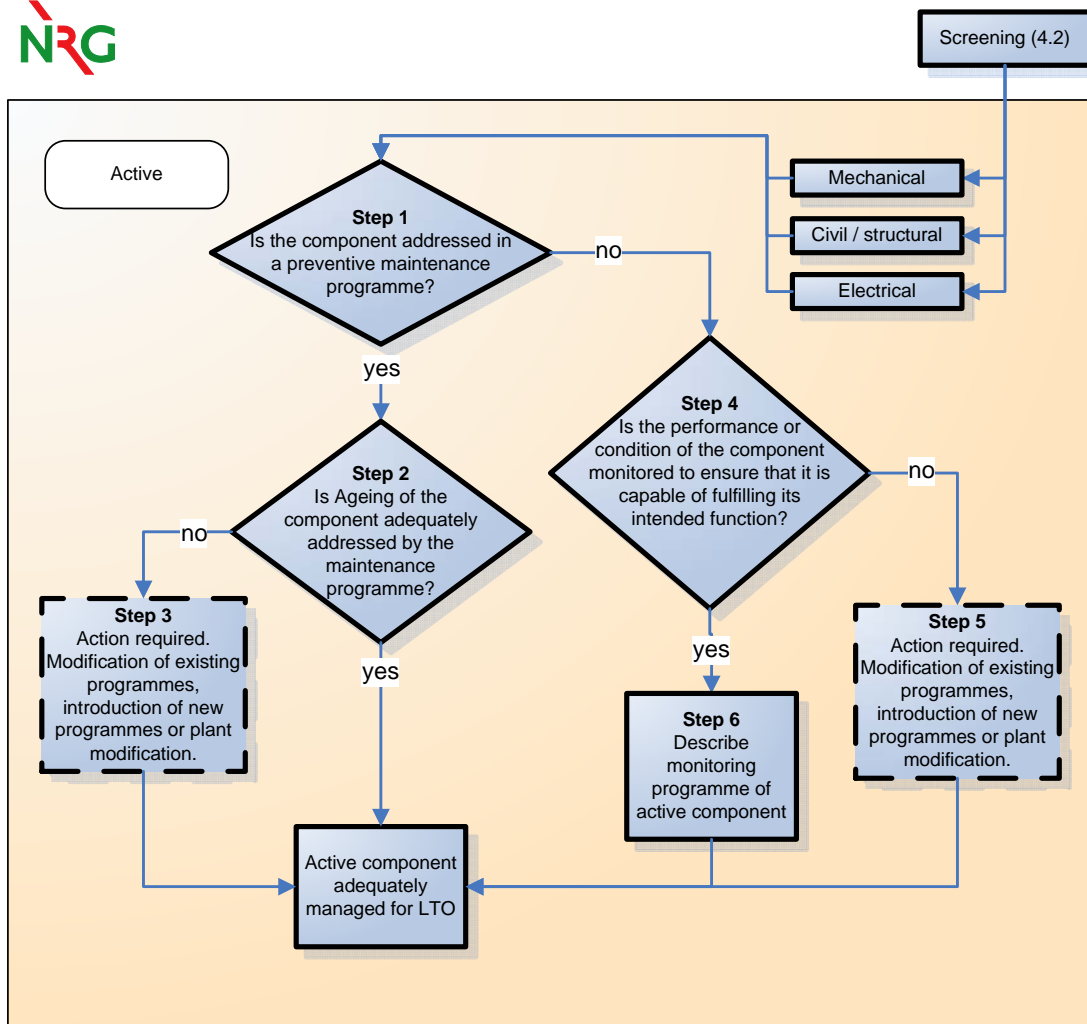 NRG
Screening (4.2)
Active
Mechanical
Civil / structural
Electrical
Step 1
Is the component addressed in
a preventive maintenance
programme?
no
yes
Step 4
Is the performance or
condition of the component
monitored to ensure that it is
capable of fulfilling its
intended function?
no
yes
Step 2
Is Ageing of the
component adequately
addressed by the
maintenance
programme?
no
yes
Step 3
Action required.
Modification of existing
programmes,
introduction of new
programmes or plant
modification.
Step 5
Action required.
Modification of existing
programmes,
introduction of new
programmes or plant
modification.
Step 6
Describe
monitoring
programme of
active component
Active component
adequately
managed for LTO